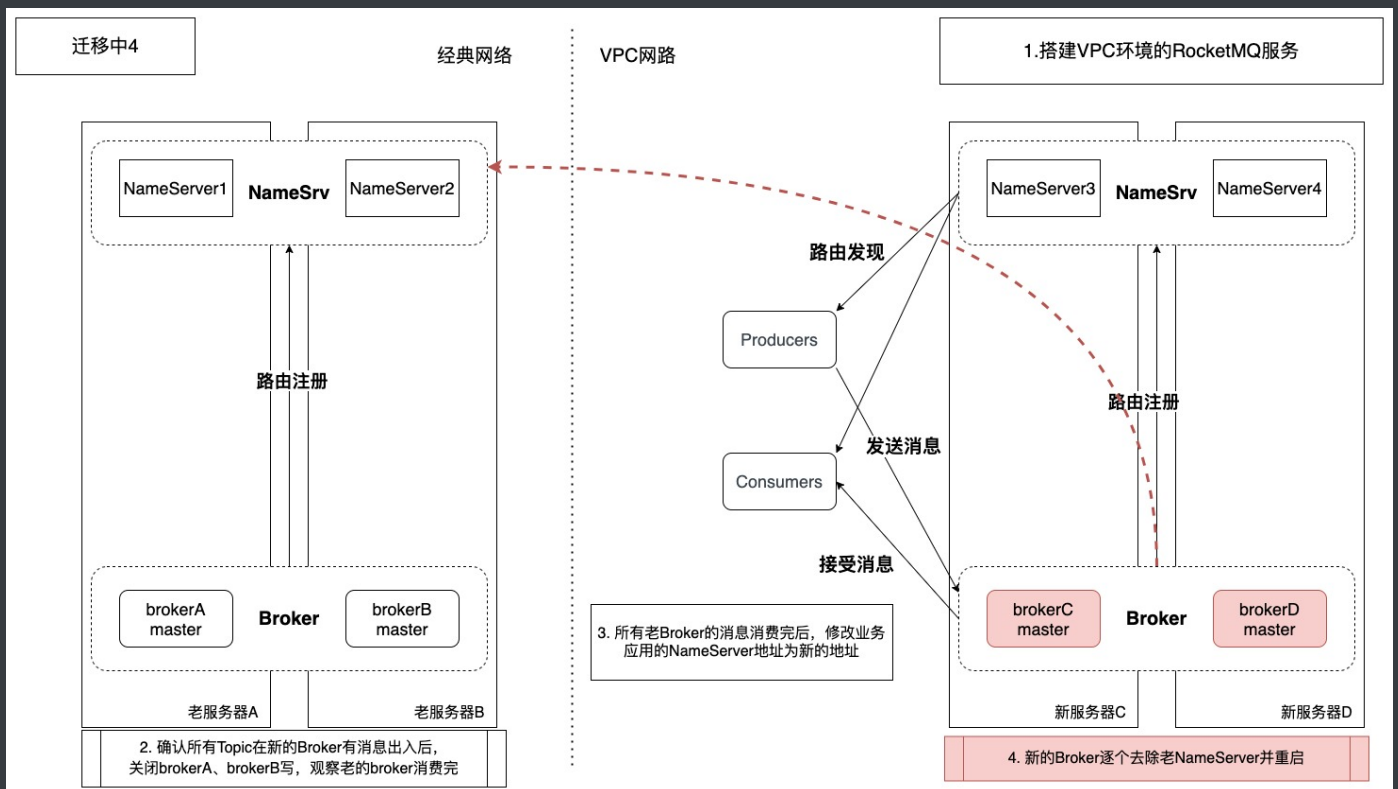 迁移中4
经典网络
VPC网路
1.搭建VPC环境的RocketMQ服务
NameServer1
NameSrv
NameServer2
NameServer3
NameSrv
NameServer4
路由发现
Producers
路由注册
路由注册
发送消息
Consumers
接受消息
brokerA
master
Broker
brokerB
master
brokerC
master
Broker
brokerD
master
3. 所有老Broker的消息消费完后，修改业务
应用的NameServer地址为新的地址
老服务器A
老服务器B
新服务器C
新服务器D
2. 确认所有Topic在新的Broker有消息出入后，
关闭brokerA、brokerB写，观察老的broker消费完
4. 新的Broker逐个去除老NameServer并重启